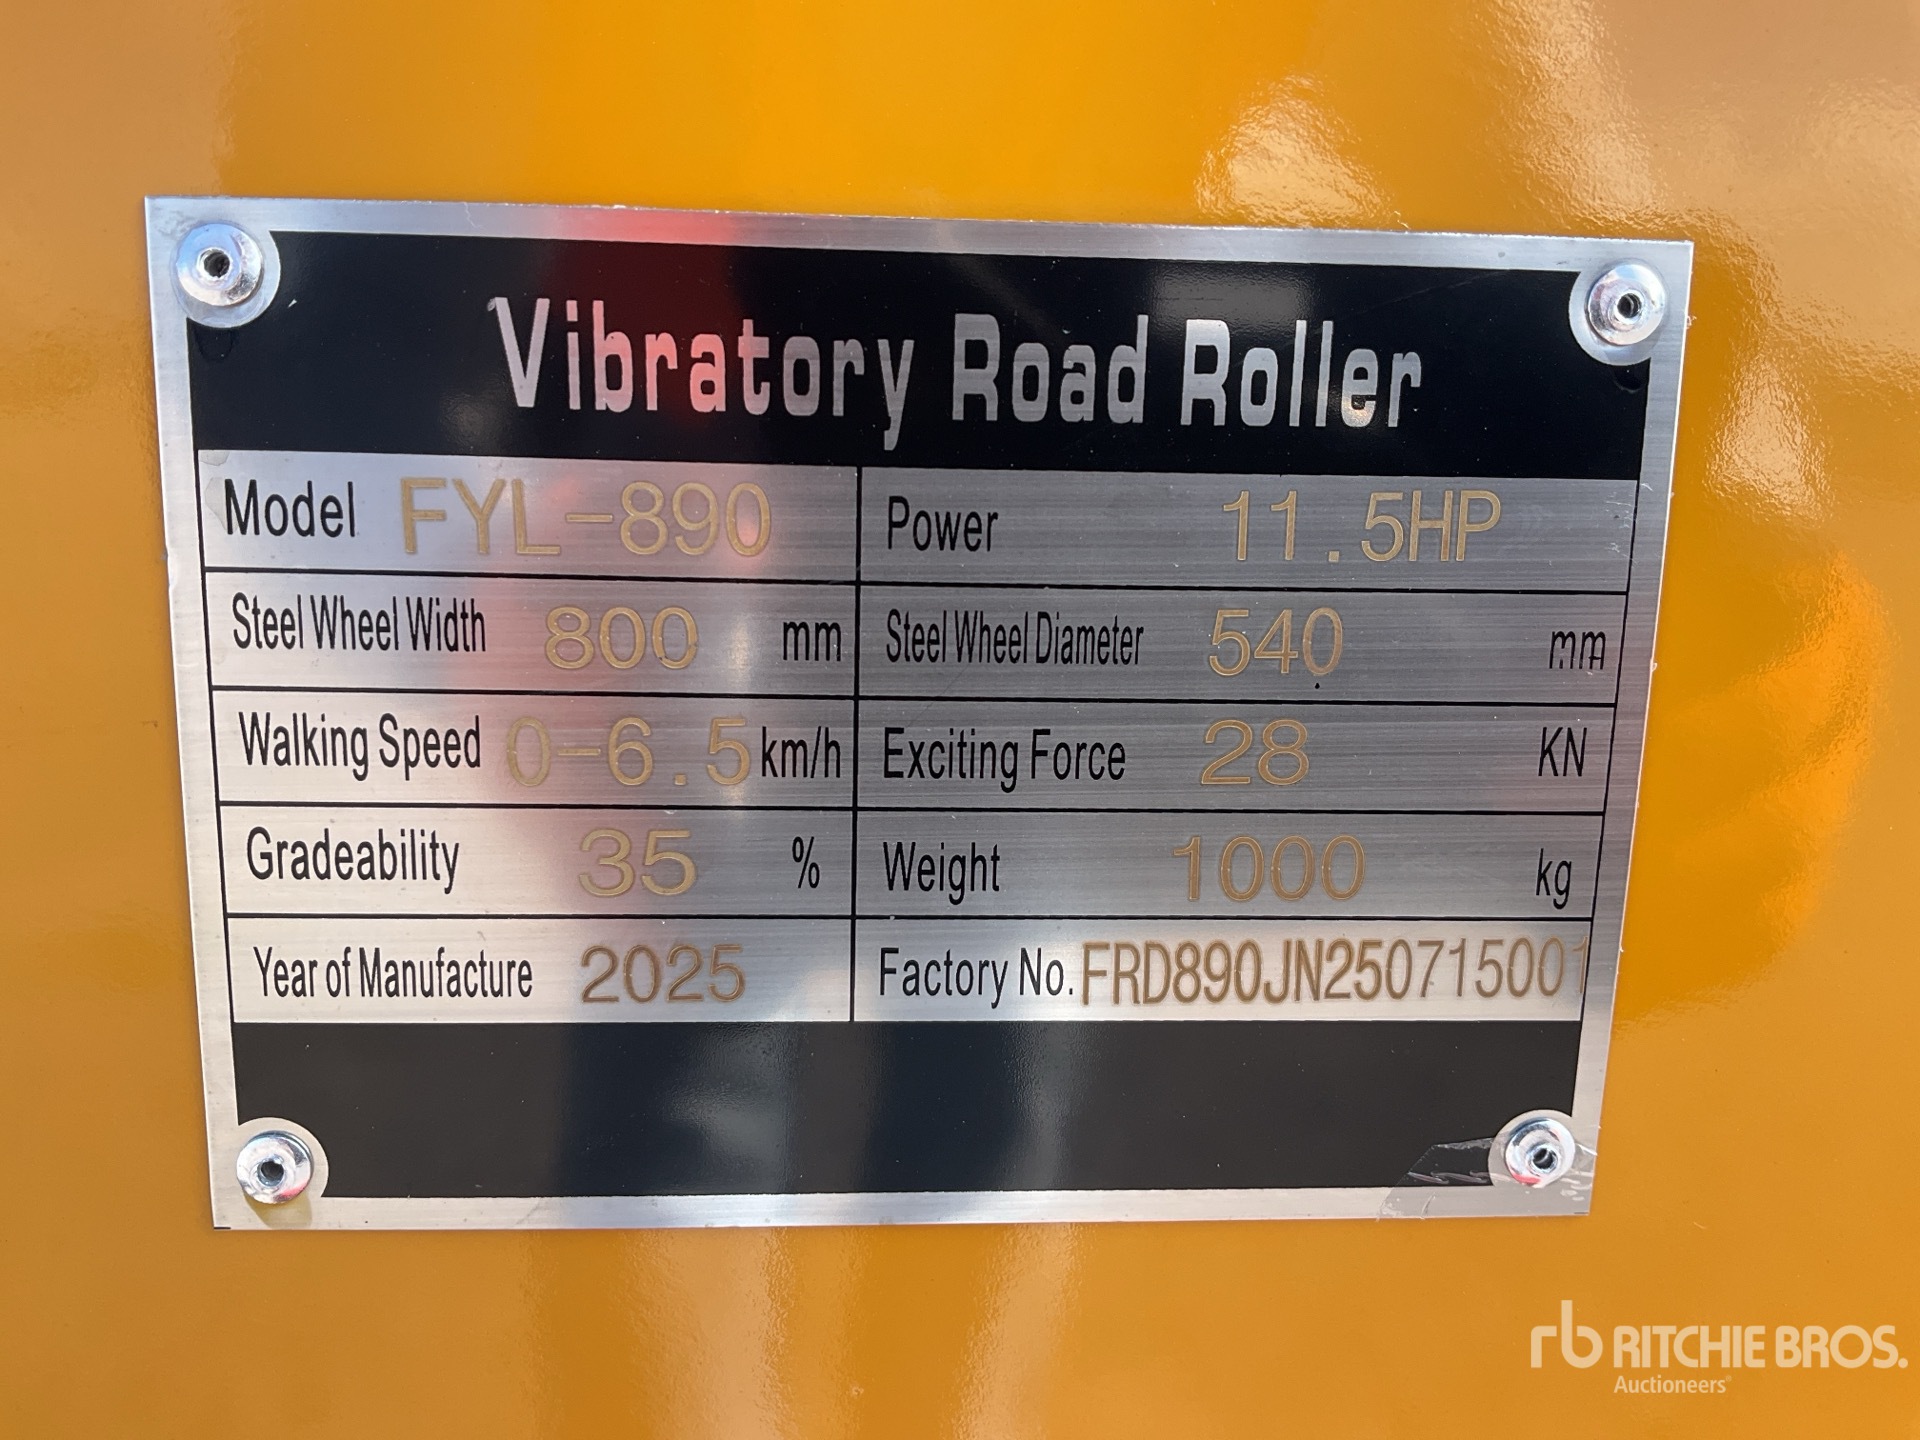 Vibratory Road Roller
Model FYL-890 Power 11.5HP
Steel Wheel Width 800 mm Steel Wheel Diameter 540 mm
Walking Speed 0-6.5 km/h Exciting Force 28 KN
Gradeability 35 % Weight 1000 kg
Year of Manufacture 2025 Factory No. FRD890JN250715001
rb RITCHIE BROS.
Auctioneers